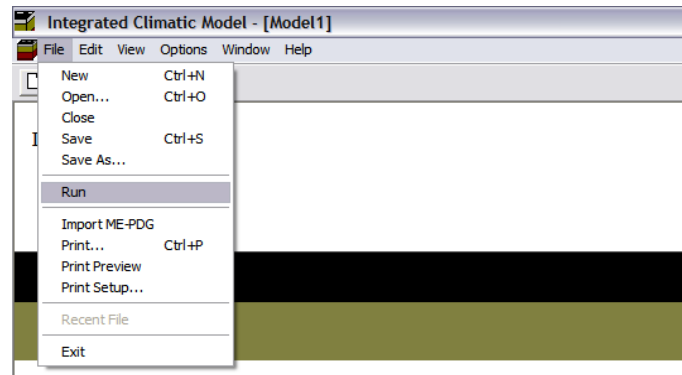 Integrated Climatic Model - [Model1]
File Edit View Options Window Help
New Ctrl+N
Open... Ctrl+O
Close
Save Ctrl+S
Save As...
Run
Import ME-PDG
Print... Ctrl+P
Print Preview
Print Setup...
Recent File
Exit